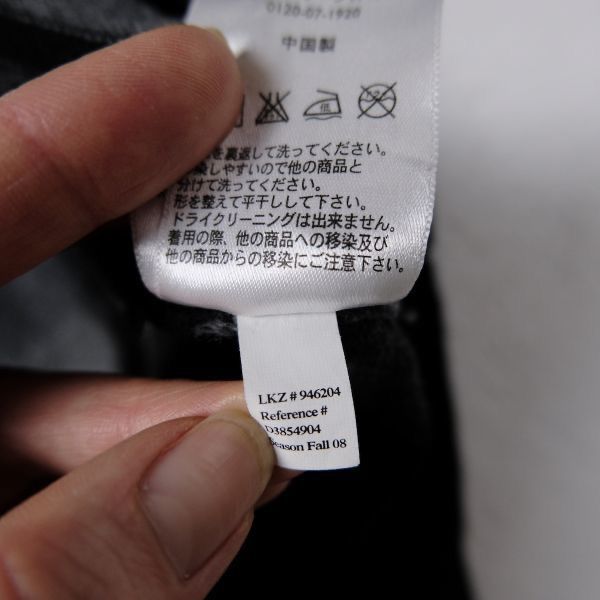 0120-07-1920
中国製
低
を裏返して洗ってください。
しやすいので他の商品と
分けて洗ってください。
形を整えて平干しして下さい。
ドライクリーニングは出来ません。
着用の際、他の商品への移染及び
他の商品からの移染にご注意下さい。
LKZ # 946204
Reference #
D3854904
Season Fall 08